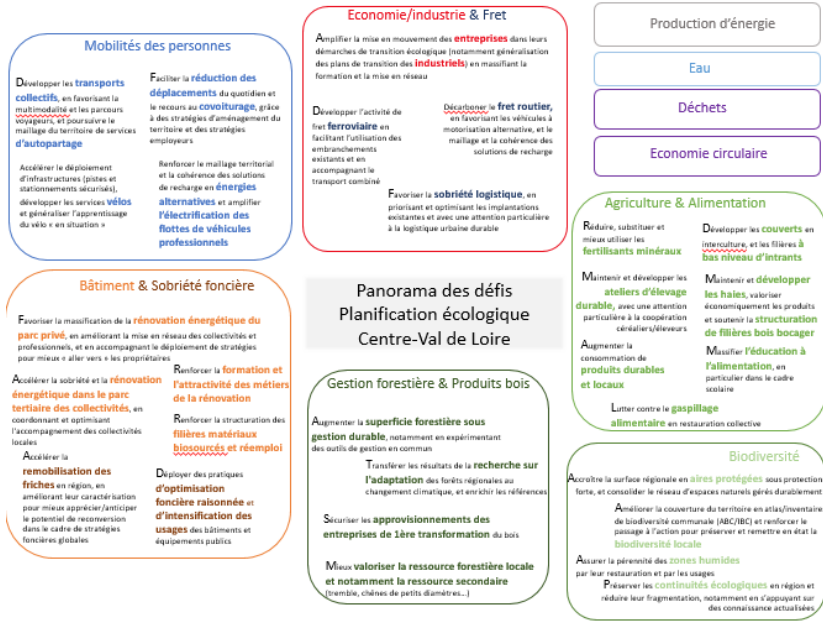 Mobilités des personnes
Développer les transports
collectifs, en favorisant la
multimodalité et les parcours
voyageurs, et poursuivre le
maillage du territoire de services
d'autopartage
Faciliter la réduction des
déplacements du quotidien et
le recours au covoiturage, grâce
à des stratégies d'aménagement du
territoire et des stratégies
employeurs
Accélérer le déploiement
d'infrastructures (pistes et
stationnements sécurisés),
développer les services vélos
et généraliser l'apprentissage
du vélo « en situation »
Renforcer le maillage territorial
et la cohérence des solutions
de recharge en énergies
alternatives et amplifier
l'électrification des
flottes de véhicules
professionnels
Economie/industrie & Fret
Amplifier la mise en mouvement des entreprises dans leurs
démarches de transition écologique (notamment généralisation
des plans de transition des industriels) en massifiant la
formation et la mise en réseau
Développer l'activité de
fret ferroviaire en
facilitant l'utilisation des
embranchements
existants et en
accompagnant le
transport combiné
Décarboner le fret routier,
en favorisant les véhicules à
motorisation alternative, et le
maillage et la cohérence des
solutions de recharge
Favoriser la sobriété logistique, en
priorisant et optimisant les implantations
existantes et avec une attention particulière
à la logistique urbaine durable
Production d'énergie
Eau
Déchets
Economie circulaire
Agriculture & Alimentation
Réduire, substituer et
mieux utiliser les
fertilisants minéraux
Développer les couverts en
interculture, et les filières à
bas niveau d'intrants
Maintenir et développer les
ateliers d'élevage
durable, avec une attention
particulière à la coopération
céréaliers/éleveurs
Maintenir et développer
les haies, valoriser
économiquement les produits
et soutenir la structuration
de filières bois bocager
Augmenter la
consommation de
produits durables
et locaux
Massifier l'éducation à
l'alimentation, en
particulier dans le cadre
scolaire
Lutter contre le gaspillage
alimentaire en restauration collective
Bâtiment & Sobriété foncière
Favoriser la massification de la rénovation énergétique du
parc privé, en améliorant la mise en réseau des collectivités et
professionnels, et en accompagnant le déploiement de stratégies
pour mieux « aller vers » les propriétaires
Accélérer la sobriété et la rénovation
énergétique dans le parc
tertiaire des collectivités, en
coordonnant et optimisant
l'accompagnement des collectivités
locales
Renforcer la formation et
l'attractivité des métiers
de la rénovation
Renforcer la structuration des
filières matériaux
biosourcés et réemploi
Accélérer la
remobilisation des
friches en région, en
améliorant leur caractérisation
pour mieux apprécier/anticiper
le potentiel de reconversion
dans le cadre de stratégies
foncières globales
Déployer des pratiques
d'optimisation
foncière raisonnée et
d'intensification des
usages des bâtiments et
équipements publics
Panorama des défis
Planification écologique
Centre-Val de Loire
Gestion forestière & Produits bois
Augmenter la superficie forestière sous
gestion durable, notamment en expérimentant
des outils de gestion en commun
Transférer les résultats de la recherche sur
l'adaptation des forêts régionales au
changement climatique, et enrichir les références
Sécuriser les approvisionnements des
entreprises de 1ère transformation du bois
Mieux valoriser la ressource forestière locale
et notamment la ressource secondaire
(tremble, chênes de petits diamètres...)
Biodiversité
Accroître la surface régionale en aires protégées sous protection
forte, et consolider le réseau d'espaces naturels gérés durablement
Améliorer la couverture du territoire en atlas/inventaire
de biodiversité communale (ABC/IBC) et renforcer le
passage à l'action pour préserver et remettre en état la
biodiversité locale
Assurer la pérennité des zones humides
par leur restauration et par les usages
Préserver les continuités écologiques en région et
réduire leur fragmentation, notamment en s'appuyant sur
des connaissance actualisées